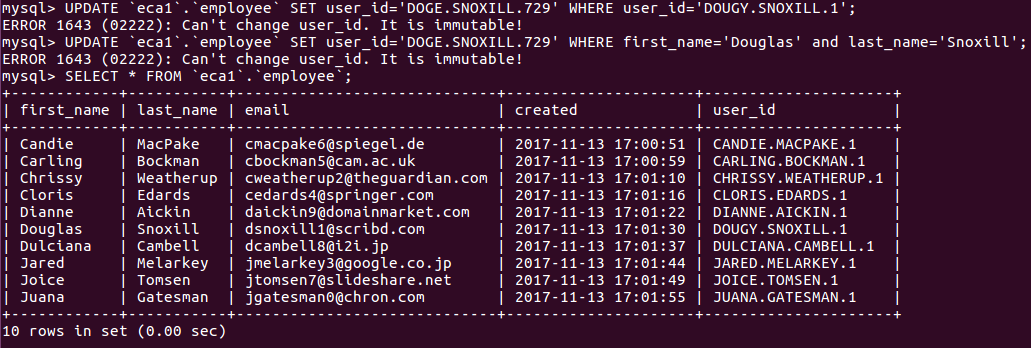 mysql> UPDATE `eca1`.`employee` SET user_id='DOGE.SNOXILL.729' WHERE user_id='DOUGY.SNOXILL.1';
ERROR 1643 (02222): Can't change user_id. It is immutable!
mysql> UPDATE `eca1`.`employee` SET user_id='DOGE.SNOXILL.729' WHERE first_name='Douglas' and last_name='Snoxill';
ERROR 1643 (02222): Can't change user_id. It is immutable!
mysql> SELECT * FROM `eca1`.`employee`;
+------------+-----------+----------------------------+---------------------+--------------------+
| first_name | last_name | email                      | created             | user_id            |
+------------+-----------+----------------------------+---------------------+--------------------+
| Candie     | MacPake   | cmacpake6@spiegel.de       | 2017-11-13 17:00:51 | CANDIE.MACPAKE.1   |
| Carling    | Bockman   | cbockman5@cam.ac.uk        | 2017-11-13 17:00:59 | CARLING.BOCKMAN.1  |
| Chrissy    | Weatherup | cweatherup2@theguardian.com | 2017-11-13 17:01:10 | CHRISSY.WEATHERUP.1 |
| Cloris     | Edards    | cedards4@springer.com      | 2017-11-13 17:01:16 | CLORIS.EDARDS.1    |
| Dianne     | Aickin    | daickin9@domainmarket.com  | 2017-11-13 17:01:22 | DIANNE.AICKIN.1    |
| Douglas    | Snoxill   | dsnoxill1@scribd.com       | 2017-11-13 17:01:30 | DOUGY.SNOXILL.1    |
| Dulciana   | Cambell   | dcambell8@i2i.jp           | 2017-11-13 17:01:37 | DULCIANA.CAMBELL.1 |
| Jared      | Melarkey  | jmelarkey3@google.co.jp    | 2017-11-13 17:01:44 | JARED.MELARKEY.1   |
| Joice      | Tomsen    | jtomsen7@slideshare.net    | 2017-11-13 17:01:49 | JOICE.TOMSEN.1     |
| Juana      | Gatesman  | jgatesman0@chron.com       | 2017-11-13 17:01:55 | JUANA.GATESMAN.1   |
+------------+-----------+----------------------------+---------------------+--------------------+
10 rows in set (0.00 sec)